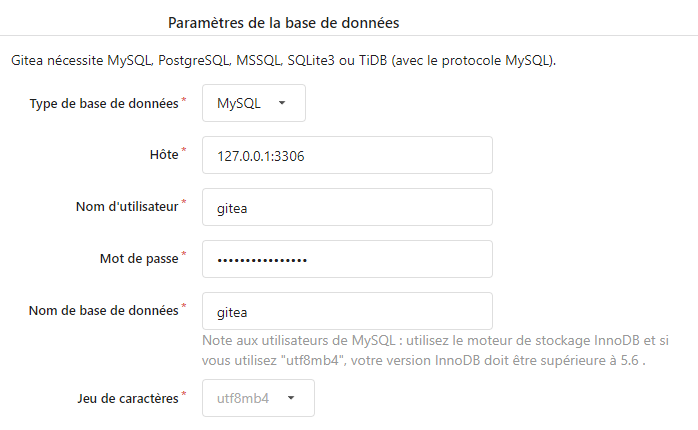 Paramètres de la base de données
Gitea nécessite MySQL, PostgreSQL, MSSQL, SQLite3 ou TiDB (avec le protocole MySQL).
Type de base de données* MySQL
Hôte* 127.0.0.1:3306
Nom d'utilisateur* gitea
Mot de passe* ••••••••••••••••
Nom de base de données* gitea
Note aux utilisateurs de MySQL : utilisez le moteur de stockage InnoDB et si
vous utilisez "utf8mb4", votre version InnoDB doit être supérieure à 5.6 .
Jeu de caractères* utf8mb4